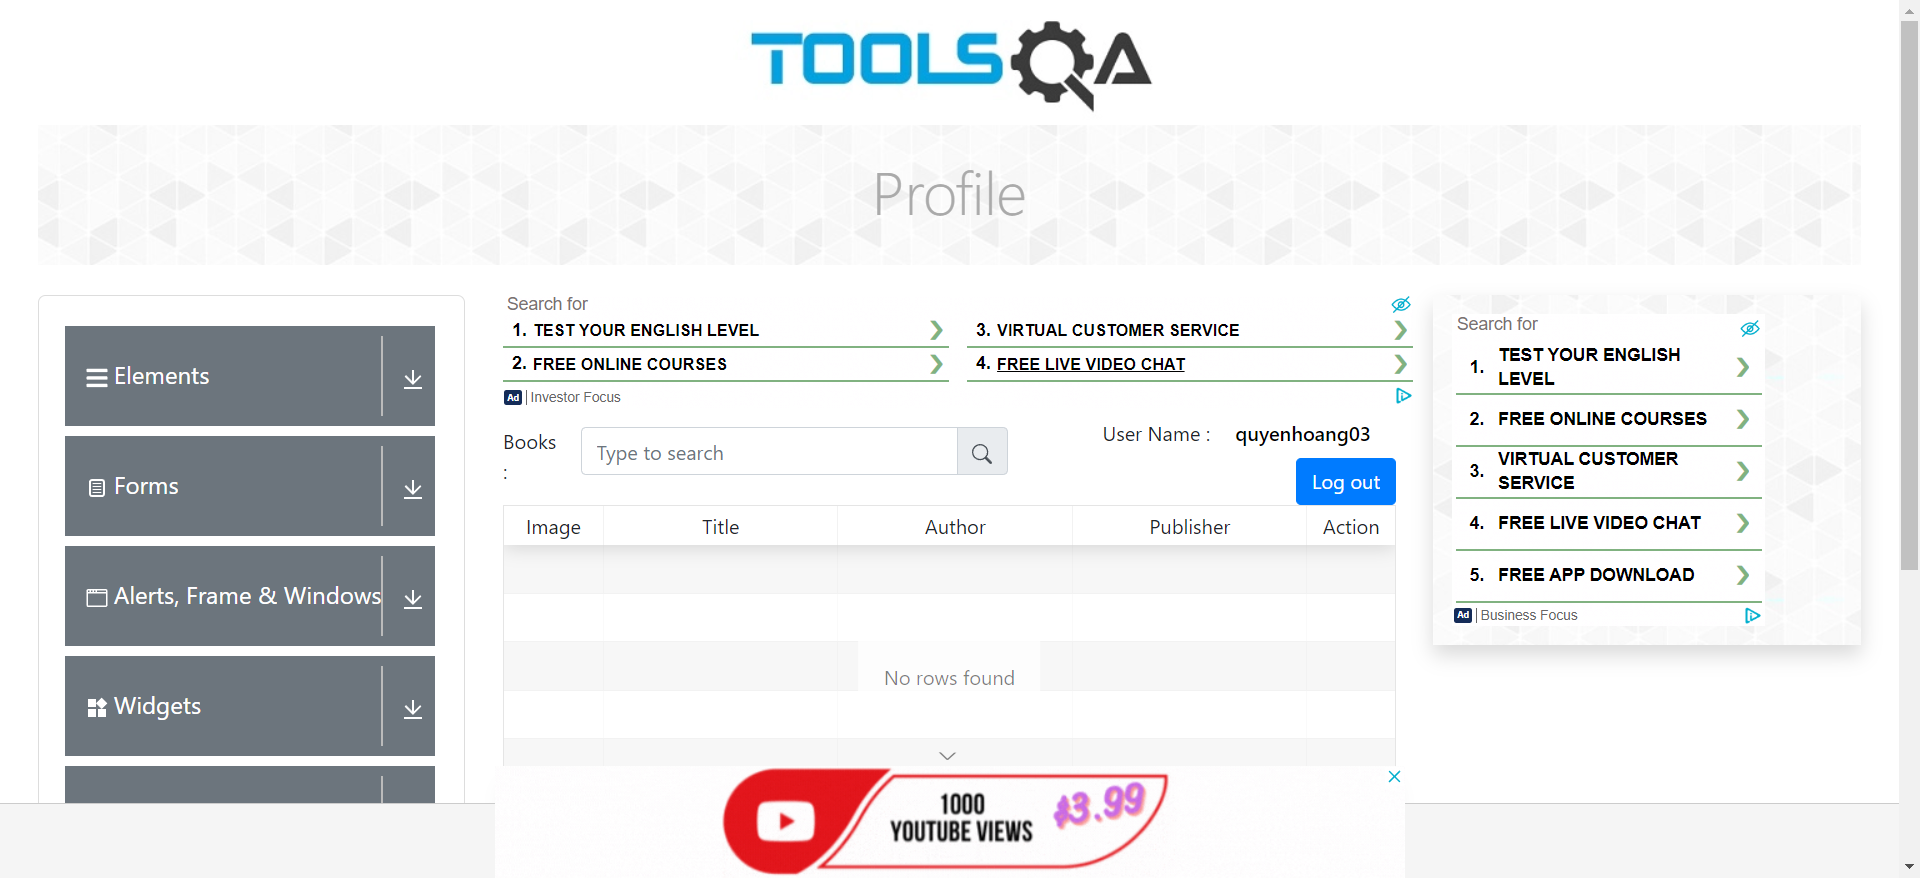 TOOLSQA
Profile
Elements
Forms
Alerts, Frame & Windows
Widgets
Search for
1. TEST YOUR ENGLISH LEVEL
2. FREE ONLINE COURSES
3. VIRTUAL CUSTOMER SERVICE
4. FREE LIVE VIDEO CHAT
Ad | Investor Focus
Books
:
Type to search
User Name : quyenhoang03
Log out
Image Title Author Publisher Action
No rows found
Search for
1. TEST YOUR ENGLISH
LEVEL
2. FREE ONLINE COURSES
3. VIRTUAL CUSTOMER
SERVICE
4. FREE LIVE VIDEO CHAT
5. FREE APP DOWNLOAD
Ad | Business Focus
1000
YOUTUBE VIEWS
$3.99